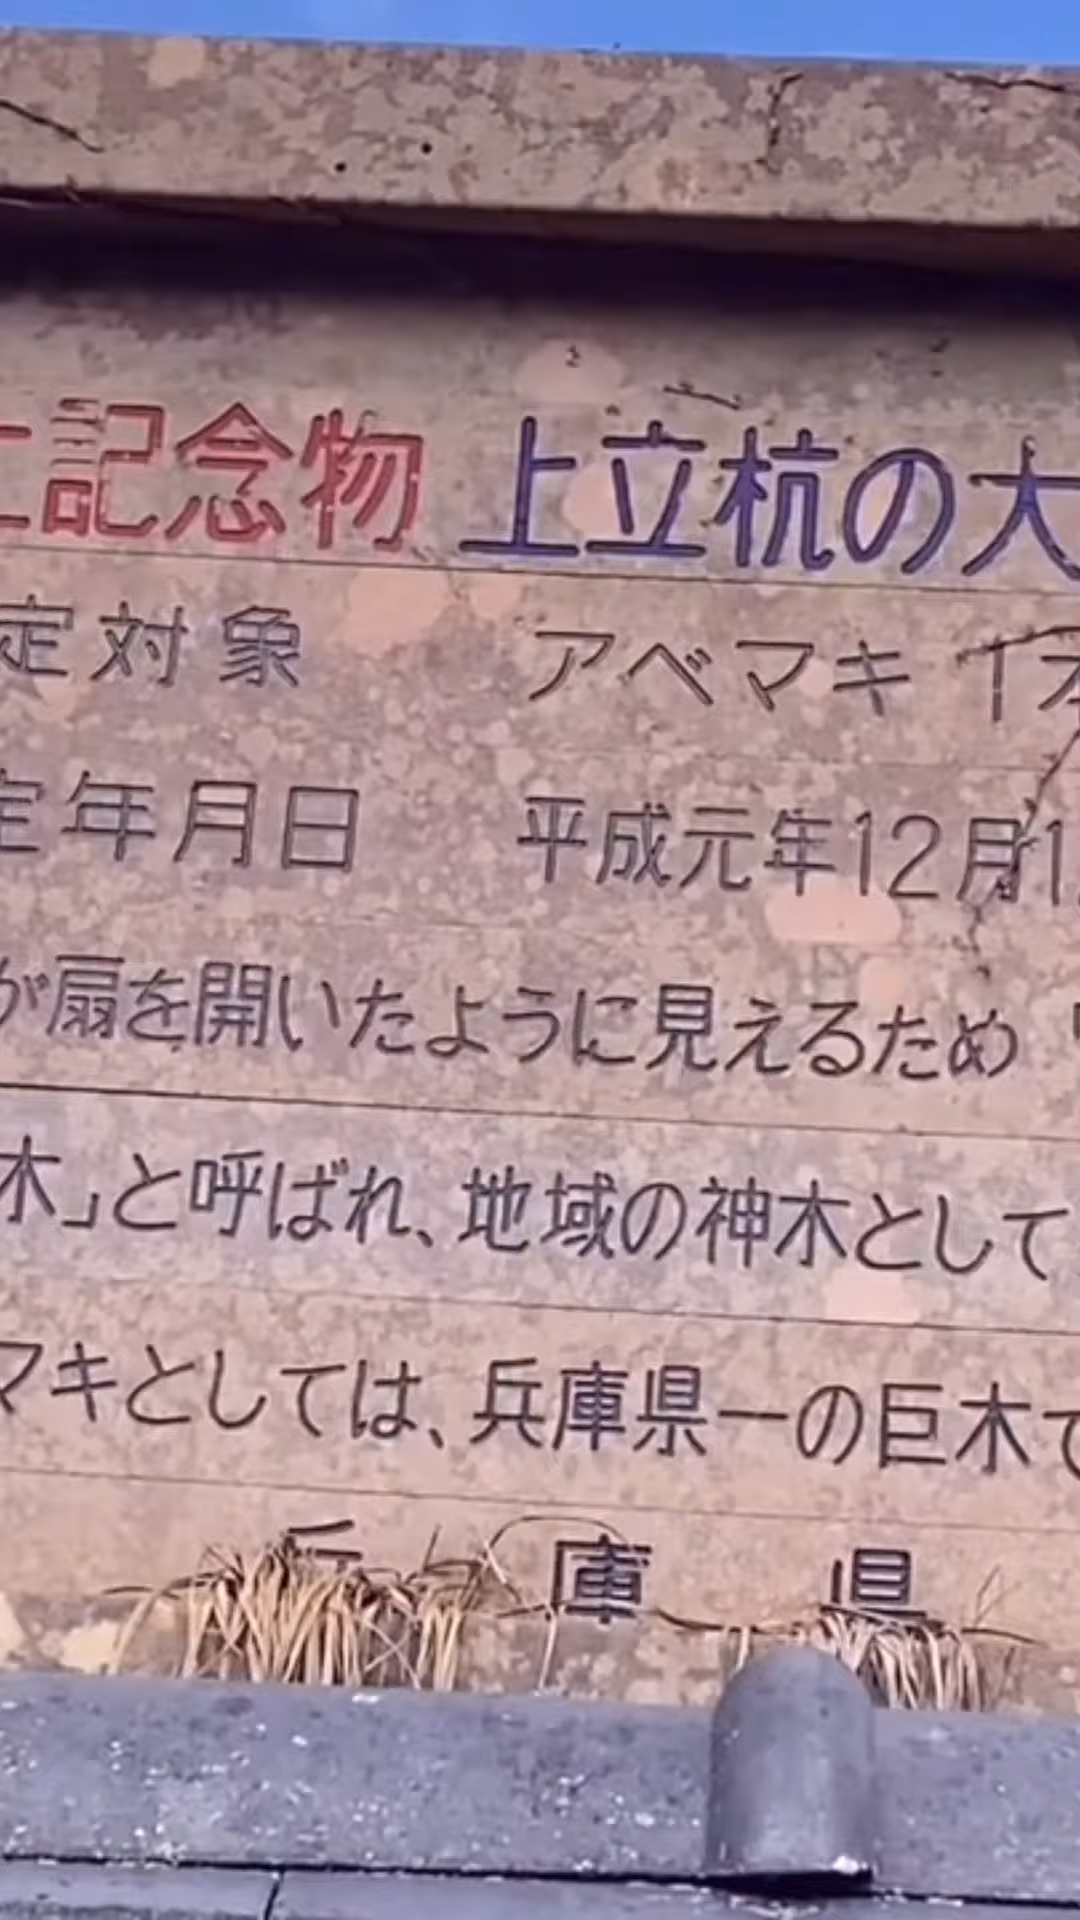 記念物 上立杭の大
定対象 アベマキ 1本
定年月日 平成元年12月1
が扇を開いたように見えるため「
木」と呼ばれ、地域の神木として
マキとしては、兵庫県一の巨木で
兵庫県